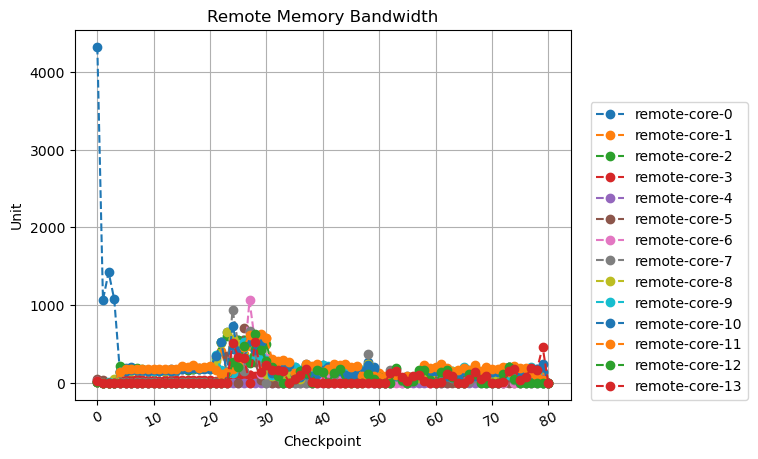 Remote Memory Bandwidth
Unit
4000
3000
2000
1000
0
0
10
20
30
40
50
60
70
80
Checkpoint
remote-core-0
remote-core-1
remote-core-2
remote-core-3
remote-core-4
remote-core-5
remote-core-6
remote-core-7
remote-core-8
remote-core-9
remote-core-10
remote-core-11
remote-core-12
remote-core-13